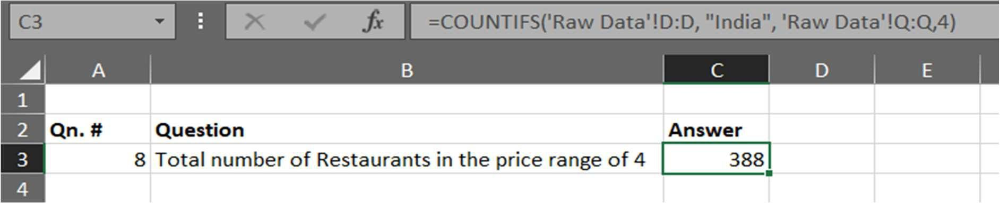 C3 fx =COUNTIFS('Raw Data'!D:D, "India", 'Raw Data'!Q:Q,4)
A B C D E
1
2 Qn. # Question Answer
3 8 Total number of Restaurants in the price range of 4 388
4